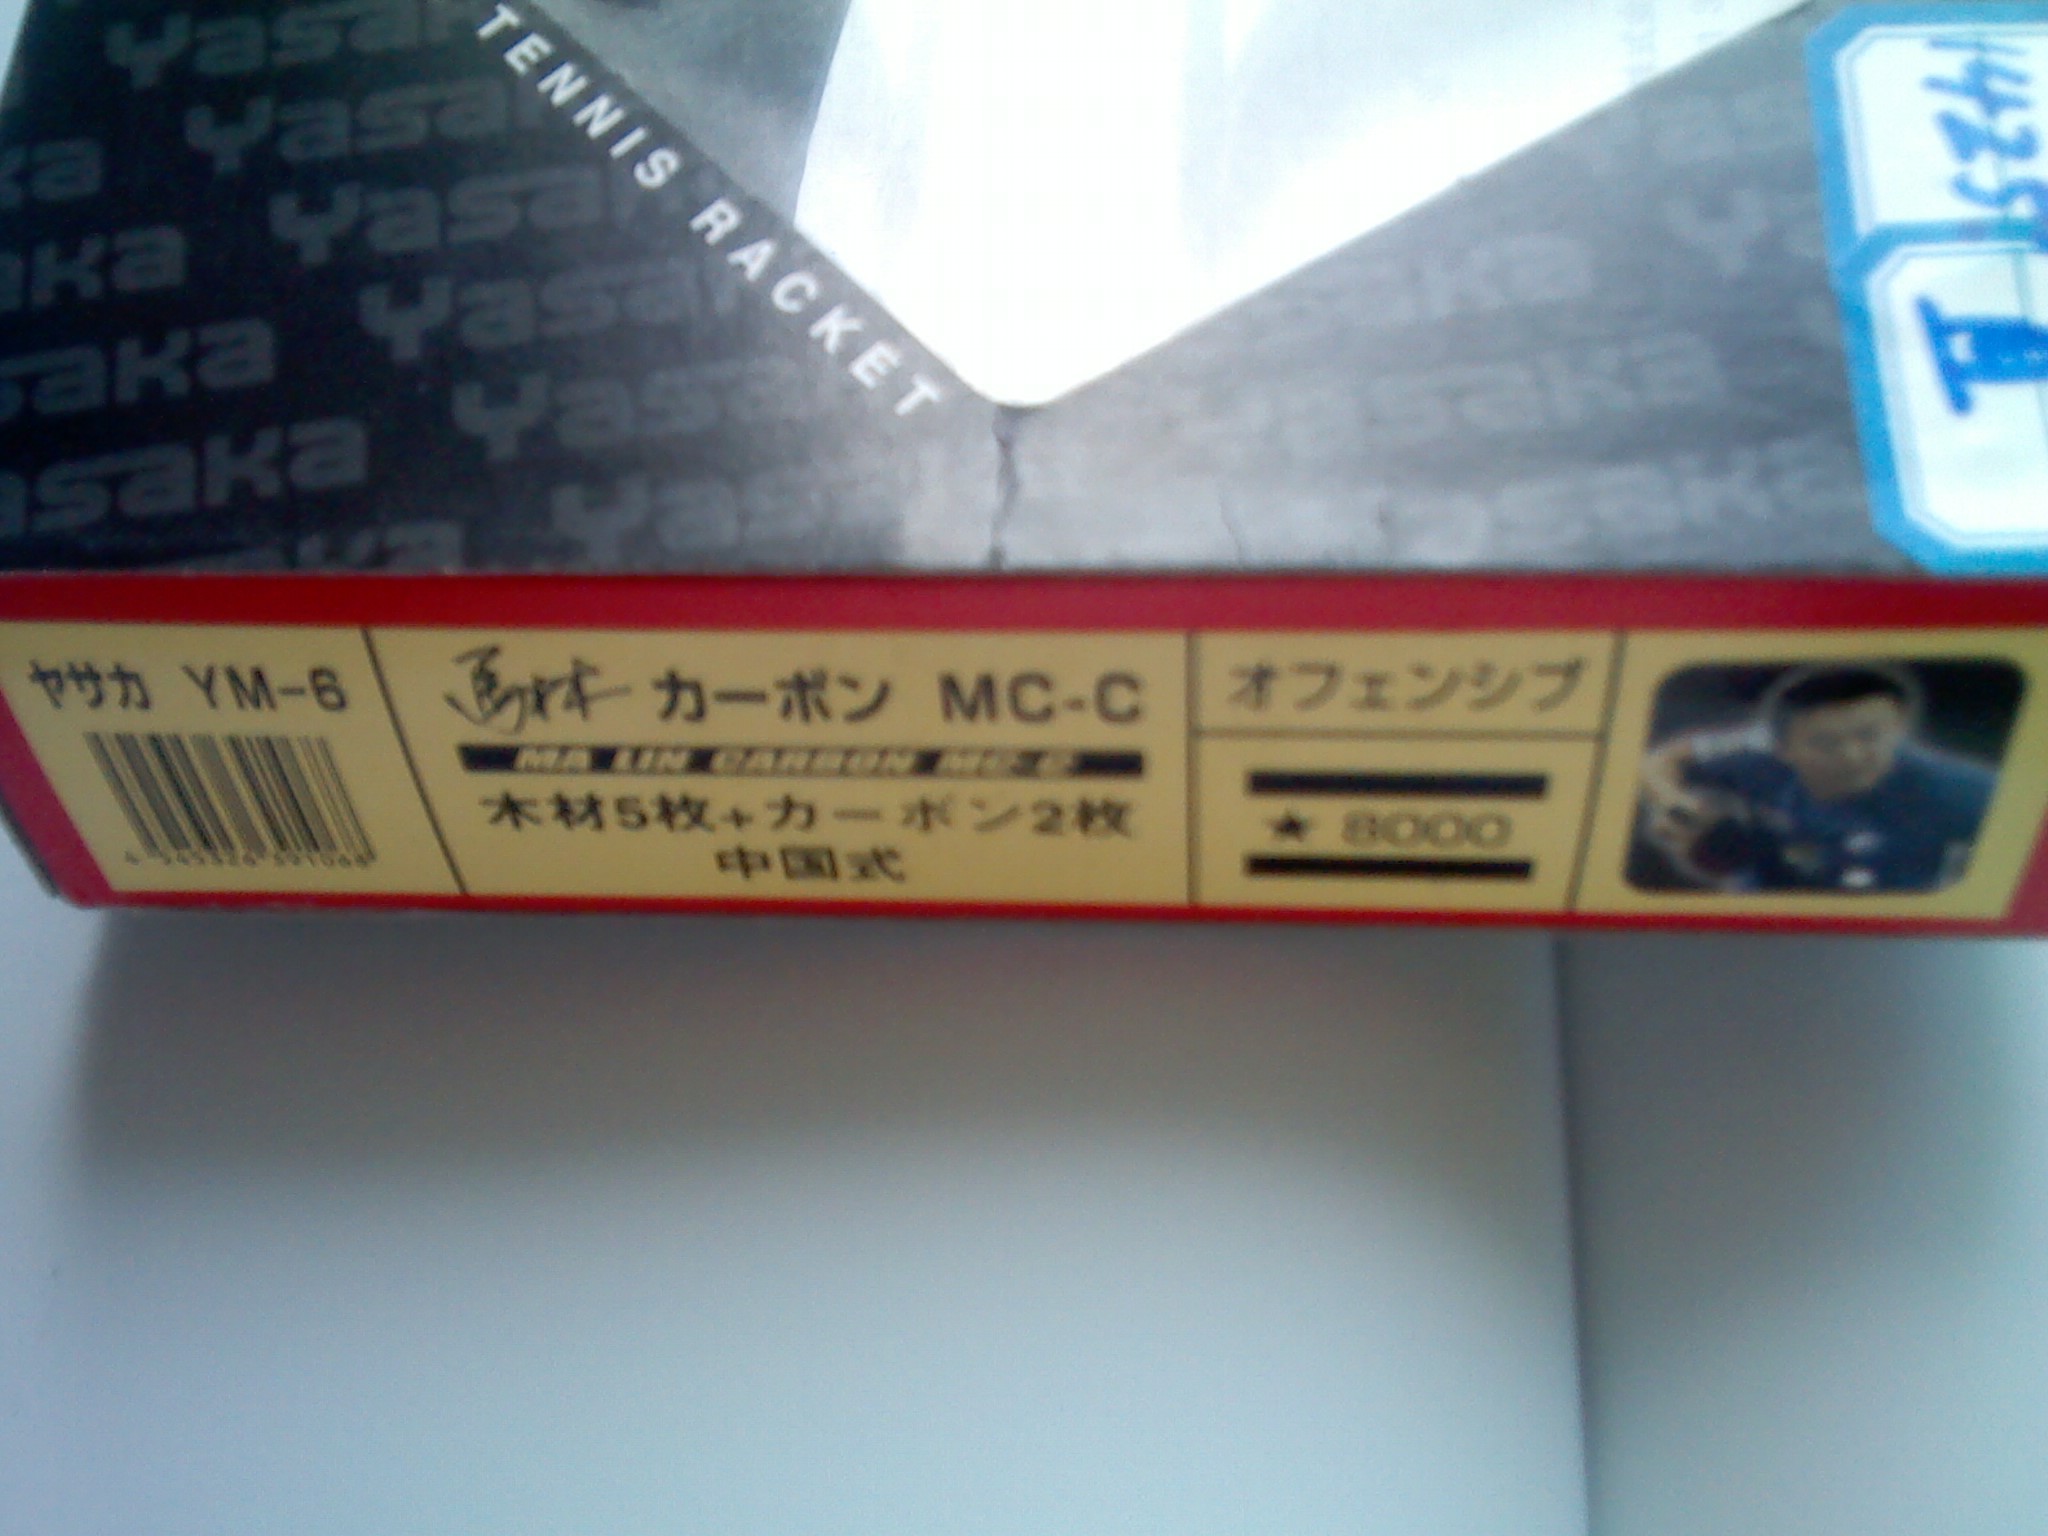 Yasaka
TENNIS RACKET
ヤサカ YM-6
馬林 カーボン MC-C
MA LIN CARBON MC-C
木材5枚+カーボン2枚
中国式
オフェンシブ
★ 8000